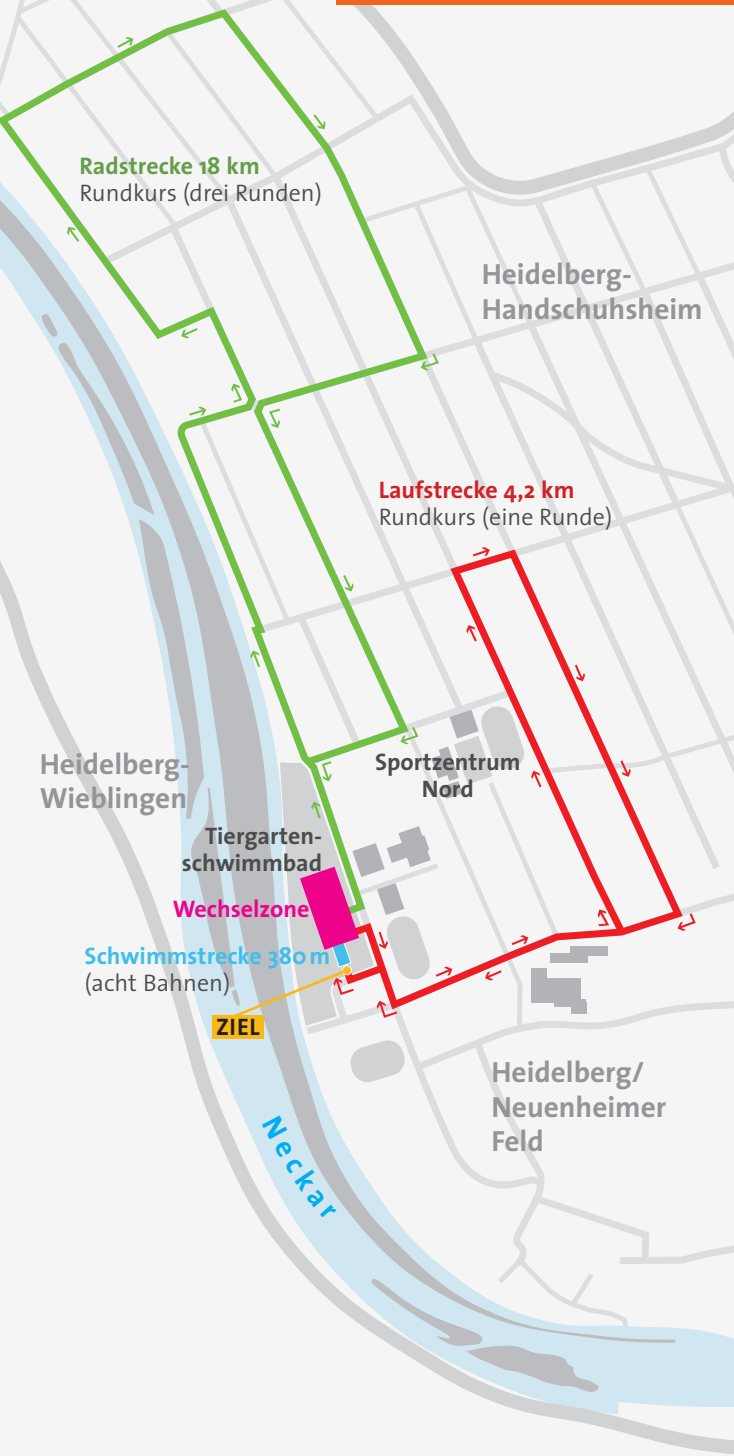 Radstrecke 18 km
Rundkurs (drei Runden)
Heidelberg-
Handschuhsheim
Laufstrecke 4,2 km
Rundkurs (eine Runde)
Heidelberg-
Wieblingen
Sportzentrum
Nord
Tiergarten-
schwimmbad
Wechselzone
Schwimmstrecke 380 m
(acht Bahnen)
ZIEL
Heidelberg/
Neuenheimer
Feld
Neckar